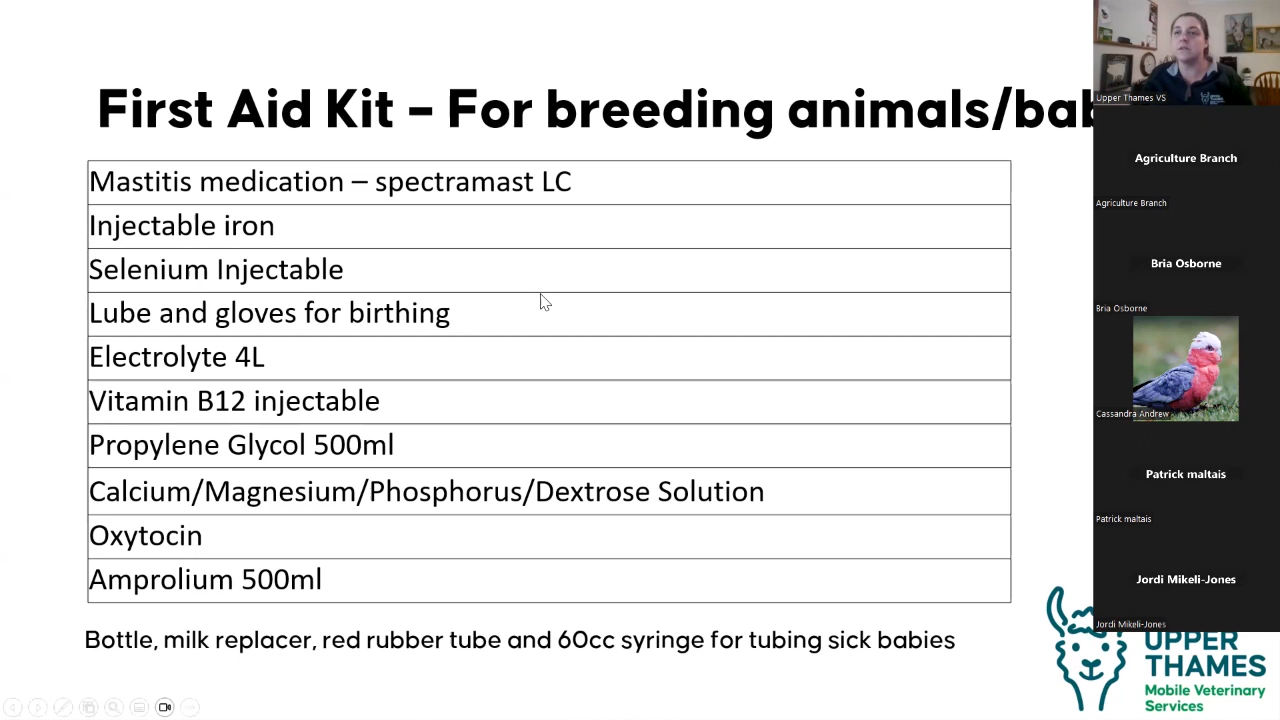 First Aid Kit – For breeding animals/bab
Mastitis medication – spectramast LC
Injectable iron
Selenium Injectable
Lube and gloves for birthing
Electrolyte 4L
Vitamin B12 injectable
Propylene Glycol 500ml
Calcium/Magnesium/Phosphorus/Dextrose Solution
Oxytocin
Amprolium 500ml
Bottle, milk replacer, red rubber tube and 60cc syringe for tubing sick babies
Upper Thames VS
Agriculture Branch
Agriculture Branch
Bria Osborne
Bria Osborne
Cassandra Andrew
Patrick maltais
Patrick maltais
Jordi Mikeli-Jones
Jordi Mikeli-Jones
UPPER
THAMES
Mobile Veterinary
Services